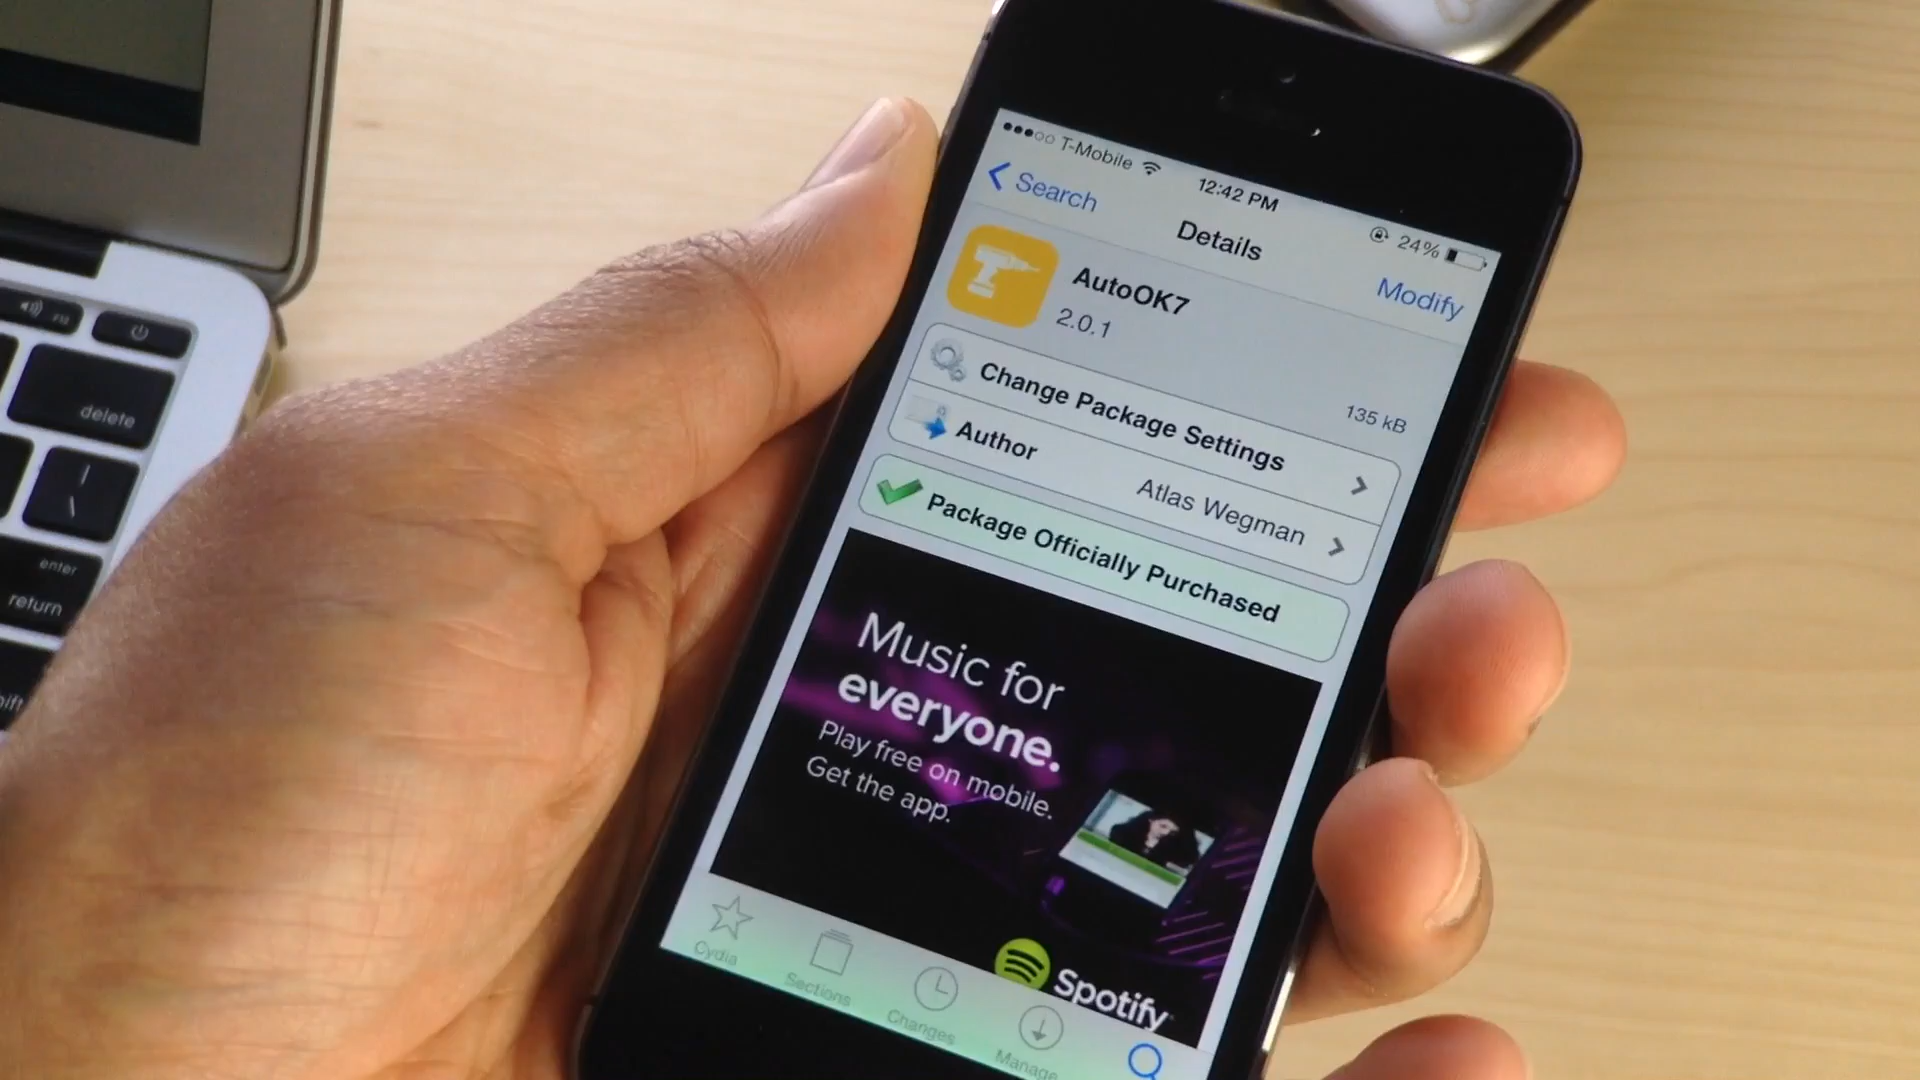 T-Mobile
12:42 PM
24%
Search
Details
Modify
AutoOK7
2.0.1
135 kB
Change Package Settings
Author
Atlas Wegman
Package Officially Purchased
Music for
everyone.
Play free on mobile.
Get the app.
Spotify
Cydia
Sections
Changes
Manage
F12
delete
|
\
enter
return